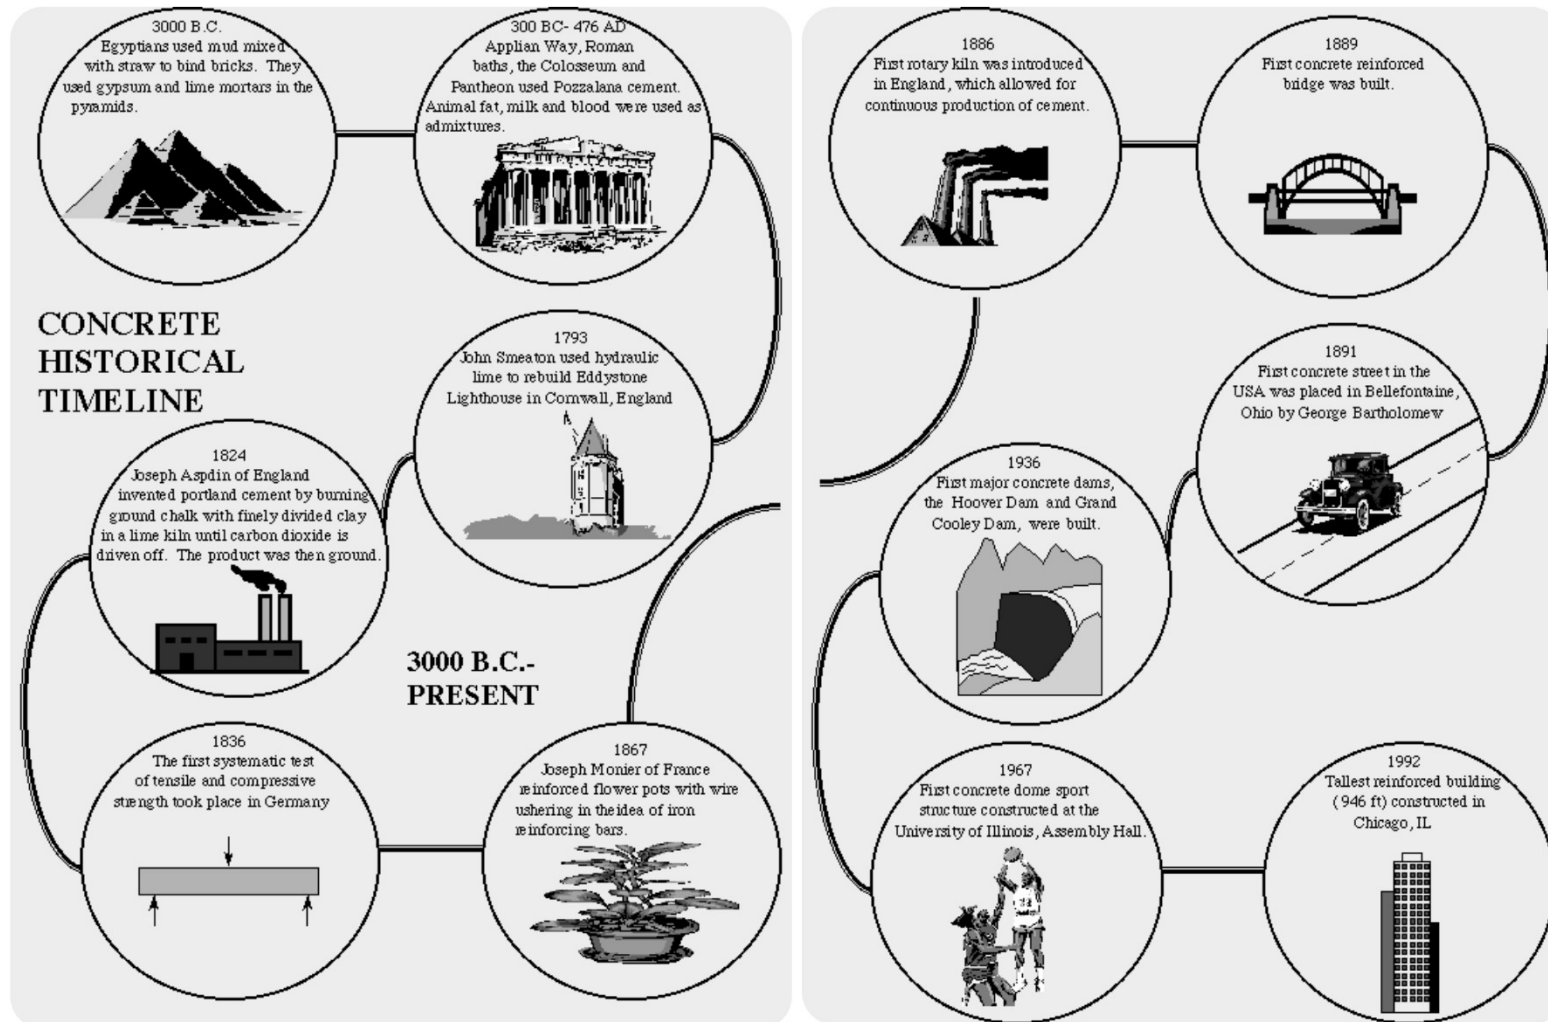 CONCRETE
HISTORICAL
TIMELINE
3000 B.C.-
PRESENT
3000 B.C.
Egyptians used mud mixed
with straw to bind bricks. They
used gypsum and lime mortars in the
pyramids.
300 BC- 476 AD
Applian Way, Roman
baths, the Colosseum and
Pantheon used Pozzalana cement.
Animal fat, milk and blood were used as
admixtures.
1793
John Smeaton used hydraulic
lime to rebuild Eddystone
Lighthouse in Cornwall, England
1824
Joseph Aspdin of England
invented portland cement by burning
ground chalk with finely divided clay
in a lime kiln until carbon dioxide is
driven off. The product was then ground.
1836
The first systematic test
of tensile and compressive
strength took place in Germany
1867
Joseph Monier of France
reinforced flower pots with wire
ushering in the idea of iron
reinforcing bars.
1886
First rotary kiln was introduced
in England, which allowed for
continuous production of cement.
1889
First concrete reinforced
bridge was built.
1891
First concrete street in the
USA was placed in Bellefontaine,
Ohio by George Bartholomew
1936
First major concrete dams,
the Hoover Dam and Grand
Cooley Dam, were built.
1967
First concrete dome sport
structure constructed at the
University of Illinois, Assembly Hall.
1992
Tallest reinforced building
( 946 ft) constructed in
Chicago, IL